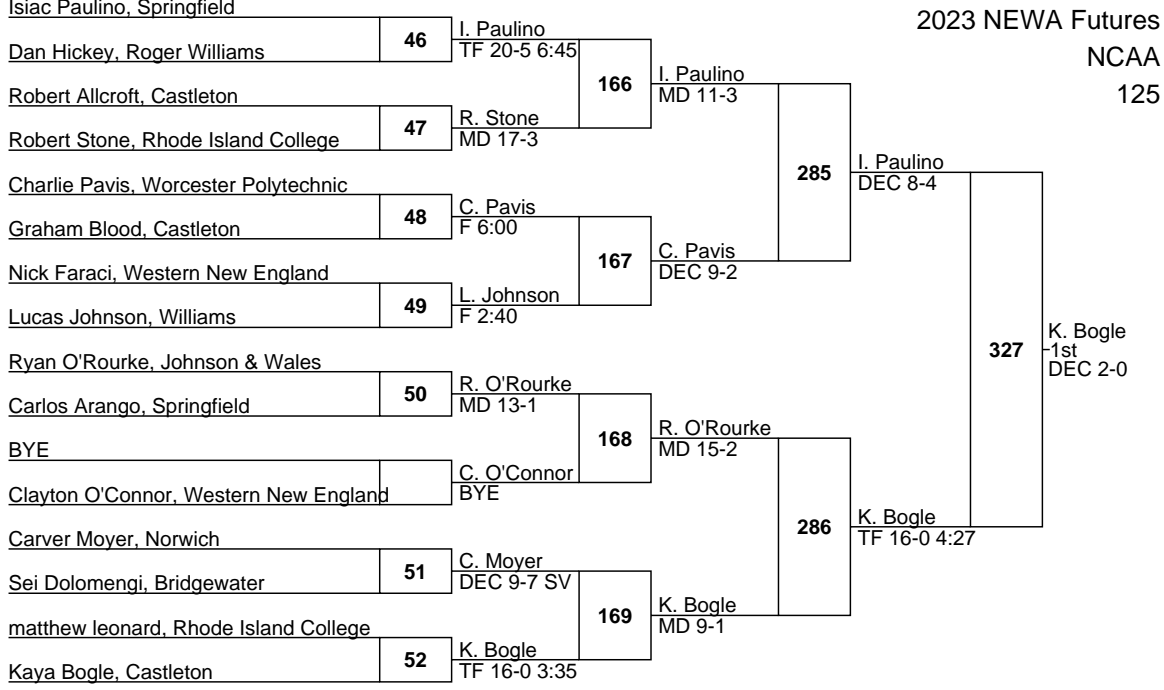 Isiac Paulino, Springfield
Dan Hickey, Roger Williams
Robert Allcroft, Castleton
Robert Stone, Rhode Island College
Charlie Pavis, Worcester Polytechnic
Graham Blood, Castleton
Nick Faraci, Western New England
Lucas Johnson, Williams
Ryan O'Rourke, Johnson & Wales
Carlos Arango, Springfield
BYE
Clayton O'Connor, Western New England
Carver Moyer, Norwich
Sei Dolomengi, Bridgewater
matthew leonard, Rhode Island College
Kaya Bogle, Castleton
46
47
48
49
50
51
52
I. Paulino
TF 20-5 6:45
R. Stone
MD 17-3
C. Pavis
F 6:00
L. Johnson
F 2:40
R. O'Rourke
MD 13-1
C. O'Connor
BYE
C. Moyer
DEC 9-7 SV
K. Bogle
TF 16-0 3:35
166
167
168
169
I. Paulino
MD 11-3
C. Pavis
DEC 9-2
R. O'Rourke
MD 15-2
K. Bogle
MD 9-1
285
286
I. Paulino
DEC 8-4
K. Bogle
TF 16-0 4:27
327
K. Bogle
1st
DEC 2-0
2023 NEWA Futures
NCAA
125